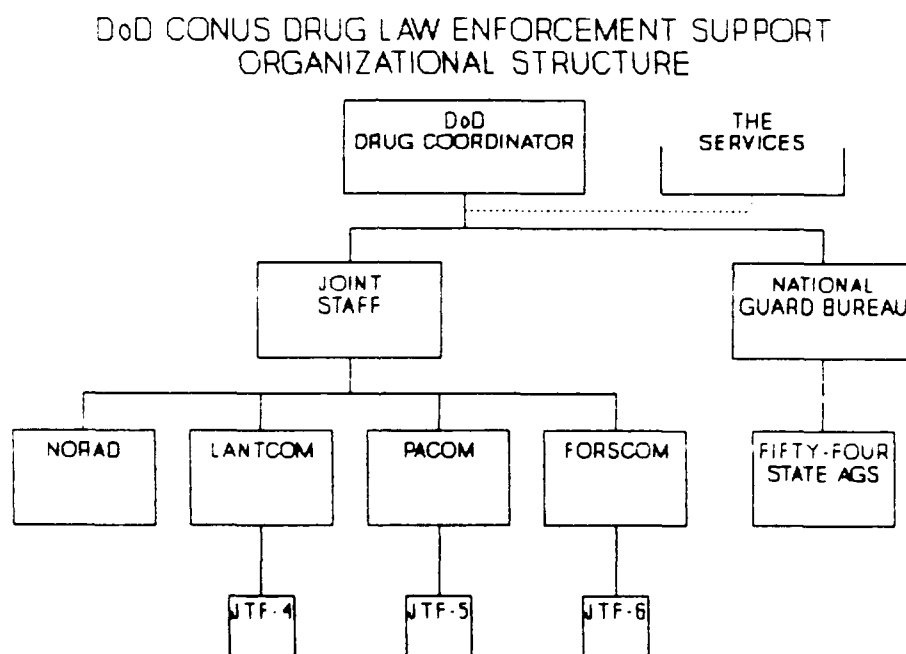 DoD CONUS DRUG LAW ENFORCEMENT SUPPORT
ORGANIZATIONAL STRUCTURE
DoD
DRUG COORDINATOR
THE
SERVICES
JOINT
STAFF
NATIONAL
GUARD BUREAU
NORAD
LANTCOM
PACOM
FORSCOM
FIFTY-FOUR
STATE AGS
JTF-4
JTF-5
JTF-6